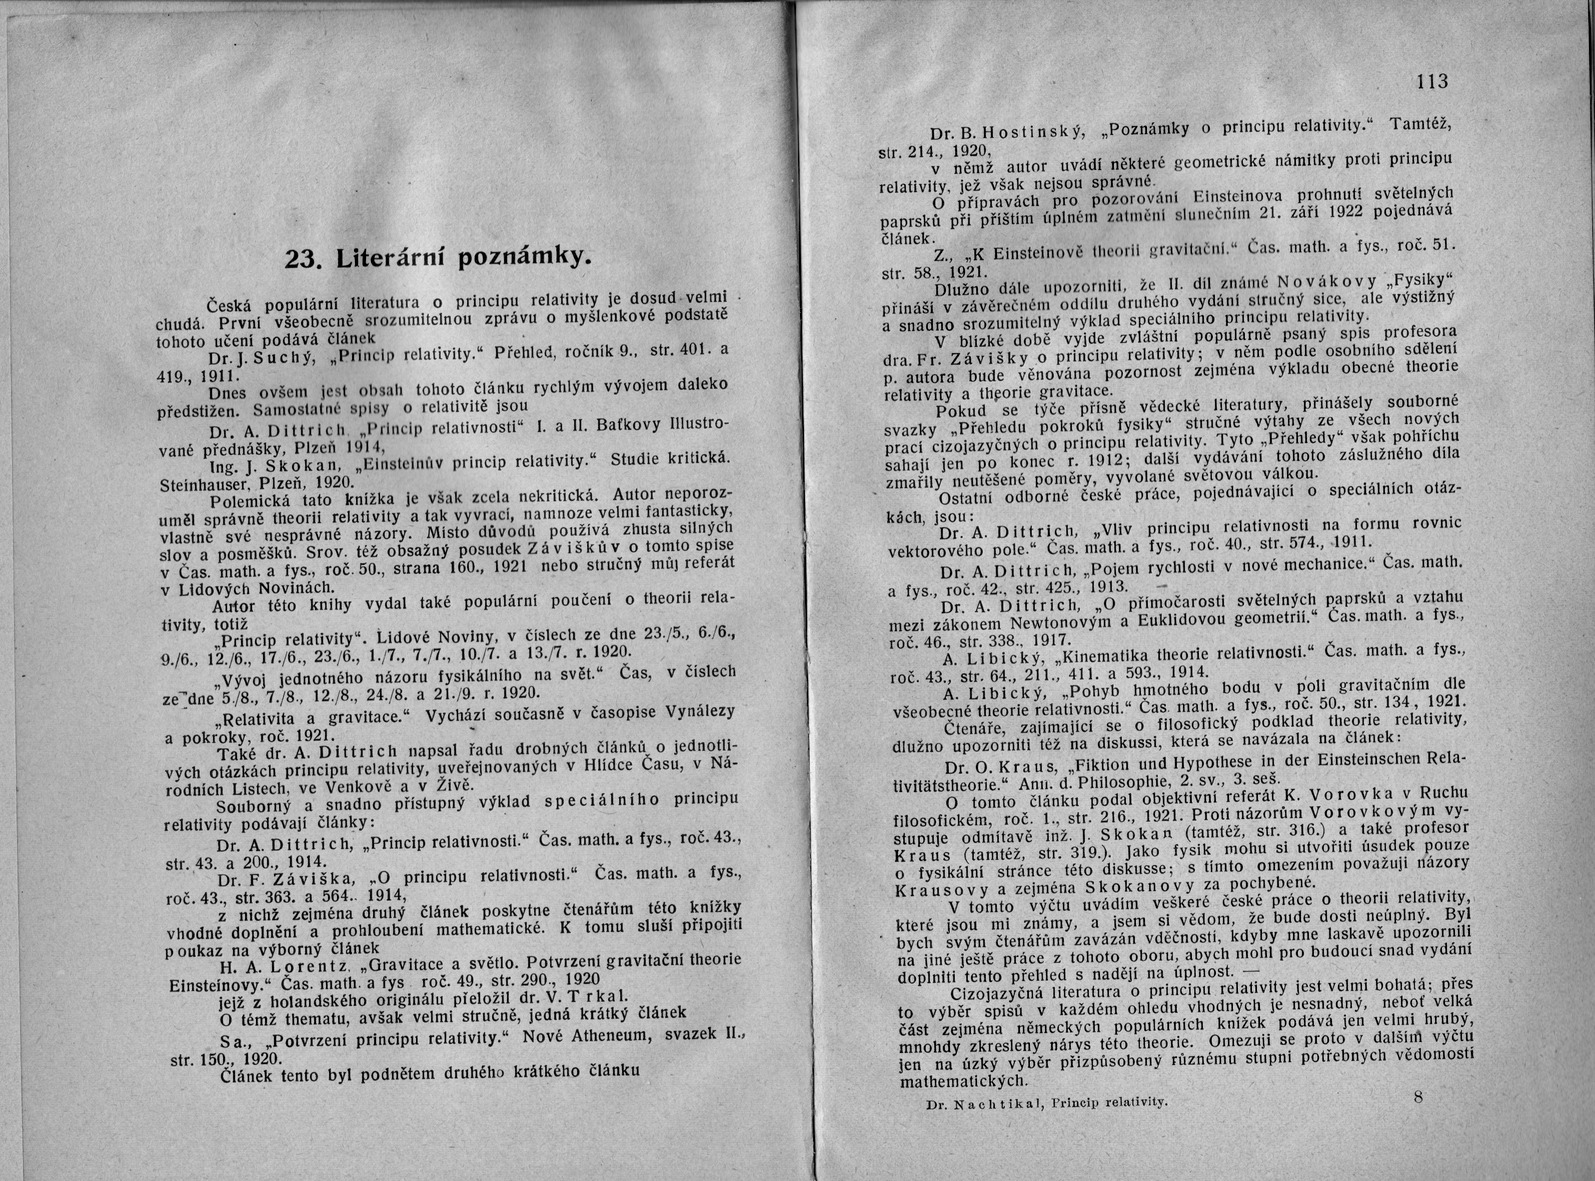 23. Literární poznámky.
Česká populární literatura o principu relativity je dosud velmi
chudá. První všeobecně srozumitelnou zprávu o myšlenkové podstatě
tohoto učení podává článek
Dr. J. Suchý, „Princip relativity.“ Přehled, ročník 9., str. 401. a
419., 1911.
Dnes ovšem jest obsah tohoto článku rychlým vývojem daleko
předstižen. Samostatné spisy o relativitě jsou
Dr. A. Dittrich „Princip relativnosti“ I. a II. Baťkovy Illustro-
vané přednášky, Plzeň 1914,
Ing. J. Skokan, „Einsteinův princip relativity.“ Studie kritická.
Steinhauser, Plzeň, 1920.
Polemická tato knížka je však zcela nekritická. Autor neporoz-
uměl správně theorii relativity a tak vyvrací, namnoze velmi fantasticky,
vlastně své nesprávné názory. Místo důvodů používá zhusta silných
slov a posměšků. Srov. též obsažný posudek Záviškův o tomto spise
v Čas. math. a fys., roč. 50., strana 160., 1921 nebo stručný můj referát
v Lidových Novinách.
Autor této knihy vydal také populární poučení o theorii rela-
tivity, totiž
„Princip relativity“. Lidové Noviny, v číslech ze dne 23./5., 6./6.,
9./6., 12./6., 17./6., 23./6., 1./7., 7./7., 10./7. a 13./7. r. 1920.
„Vývoj jednotného názoru fysikálního na svět.“ Čas, v číslech
ze dne 5./8., 7./8., 12./8., 24./8. a 21./9. r. 1920.
„Relativita a gravitace.“ Vychází současně v časopise Vynálezy
a pokroky, roč. 1921.
Také dr. A. Dittrich napsal řadu drobných článků o jednotli-
vých otázkách principu relativity, uveřejnovaných v Hlídce Času, v Ná-
rodních Listech, ve Venkově a v Živě.
Souborný a snadno přístupný výklad speciálního principu
relativity podávají články:
Dr. A. Dittrich, „Princip relativnosti.“ Čas. math. a fys., roč. 43.,
str. 43. a 200., 1914.
Dr. F. Záviška, „O principu relativnosti.“ Čas. math. a fys.,
roč. 43., str. 363. a 564.. 1914,
z nichž zejména druhý článek poskytne čtenářům této knížky
vhodné doplnění a prohloubení mathematické. K tomu sluší připojiti
poukaz na výborný článek
H. A. Lorentz, „Gravitace a světlo. Potvrzení gravitační theorie
Einsteinovy.“ Čas. math. a fys roč. 49., str. 290., 1920
jejž z holandského originálu přeložil dr. V. Trkal.
O témž thematu, avšak velmi stručně, jedná krátký článek
Sa., „Potvrzení principu relativity.“ Nové Atheneum, svazek II.,
str. 150., 1920.
Článek tento byl podnětem druhého krátkého článku
113
Dr. B. Hostinský, „Poznámky o principu relativity.“ Tamtéž,
str. 214., 1920,
v němž autor uvádí některé geometrické námitky proti principu
relativity, jež však nejsou správné.
O přípravách pro pozorování Einsteinova prohnutí světelných
paprsků při příštím úplném zatmění slunečním 21. září 1922 pojednává
článek.
Z., „K Einsteinově theorii gravitační.“ Čas. math. a fys., roč. 51.
str. 58., 1921.
Dlužno dále upozorniti, že II. díl známé Novákovy „Fysiky“
přináší v závěrečném oddílu druhého vydání stručný sice, ale výstižný
a snadno srozumitelný výklad speciálního principu relativity.
V blízké době vyjde zvláštní populárně psaný spis profesora
dra. Fr. Závišky o principu relativity; v něm podle osobního sdělení
p. autora bude věnována pozornost zejména výkladu obecné theorie
relativity a theorie gravitace.
Pokud se týče přísně vědecké literatury, přinášely souborné
svazky „Přehledu pokroků fysiky“ stručné výtahy ze všech nových
prací cizojazyčných o principu relativity. Tyto „Přehledy“ však pohříchu
sahají jen po konec r. 1912; další vydávání tohoto záslužného díla
zmařily neutěšené poměry, vyvolané světovou válkou.
Ostatní odborné české práce, pojednávající o speciálních otáz-
kách, jsou:
Dr. A. Dittrich, „Vliv principu relativnosti na formu rovnic
vektorového pole.“ Čas. math. a fys., roč. 40., str. 574., 1911.
Dr. A. Dittrich, „Pojem rychlosti v nové mechanice.“ Čas. math.
a fys., roč. 42., str. 425., 1913.
Dr. A. Dittrich, „O přímočarosti světelných paprsků a vztahu
mezi zákonem Newtonovým a Euklidovou geometrií.“ Čas. math. a fys.,
roč. 46., str. 338., 1917.
A. Libický, „Kinematika theorie relativnosti.“ Čas. math. a fys.,
roč. 43., str. 64., 211., 411. a 593., 1914.
A. Libický, „Pohyb hmotného bodu v poli gravitačním dle
všeobecné theorie relativnosti.“ Čas. math. a fys., roč. 50., str. 134, 1921.
Čtenáře, zajímající se o filosofický podklad theorie relativity,
dlužno upozorniti též na diskussi, která se navázala na článek:
Dr. O. Kraus, „Fiktion und Hypothese in der Einsteinschen Rela-
tivitätstheorie.“ Ann. d. Philosophie, 2. sv., 3. seš.
O tomto článku podal objektivní referát K. Vorovka v Ruchu
filosofickém, roč. 1., str. 216., 1921. Proti názorům Vorovkovým vy-
stupuje odmítavě inž. J. Skokan (tamtéž, str. 316.) a také profesor
Kraus (tamtéž, str. 319.). Jako fysik mohu si utvořiti úsudek pouze
o fysikální stránce této diskusse; s tímto omezením považuji názory
Krausovy a zejména Skokanovy za pochybené.
V tomto výčtu uvádím veškeré české práce o theorii relativity,
které jsou mi známy, a jsem si vědom, že bude dosti neúplný. Byl
bych svým čtenářům zavázán vděčností, kdyby mne laskavě upozornili
na jiné ještě práce z tohoto oboru, abych mohl pro budoucí snad vydání
doplniti tento přehled s nadějí na úplnost. —
Cizojazyčná literatura o principu relativity jest velmi bohatá; přes
to výběr spisů v každém ohledu vhodných je nesnadný, neboť velká
část zejména německých populárních knížek podává jen velmi hrubý,
mnohdy zkreslený nárys této theorie. Omezuji se proto v dalším výčtu
jen na úzký výběr přizpůsobený různému stupni potřebných vědomostí
mathematických.
Dr. Nachtikal, Princip relativity.
8